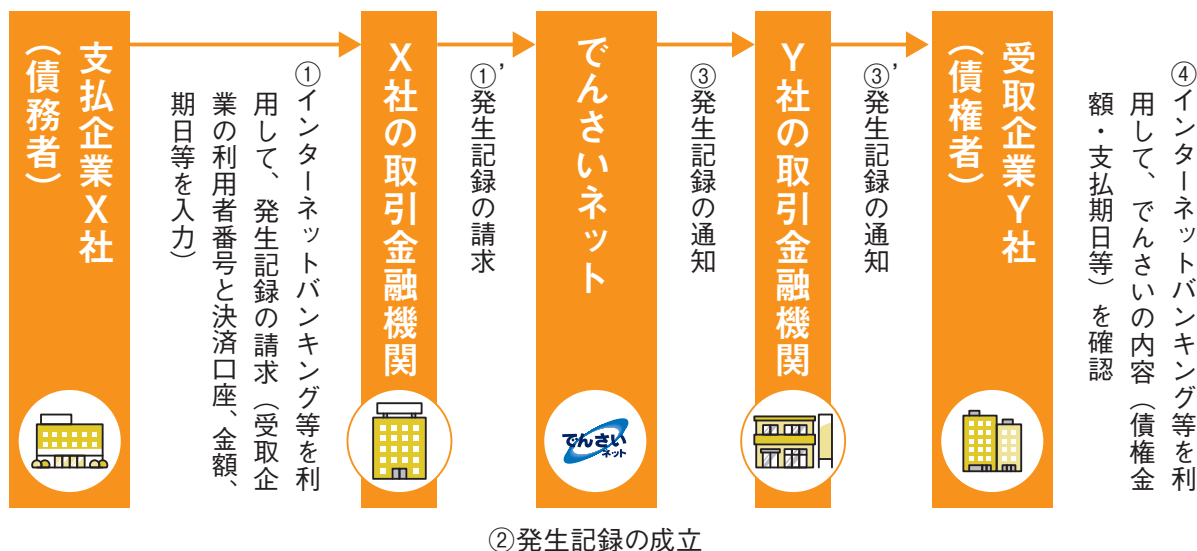 支払企業X社
（債務者）
①インターネットバンキング等を利
用して、発生記録の請求（受取企
業の利用者番号と決済口座、金額、
期日等を入力）
X社の取引金融機関
①’発生記録の請求
でんさいネット
でんさい
ネット
③発生記録の通知
Y社の取引金融機関
③’発生記録の通知
受取企業Y社
（債権者）
④インターネットバンキング等を利
用して、でんさいの内容（債権金
額・支払期日等）を確認
②発生記録の成立